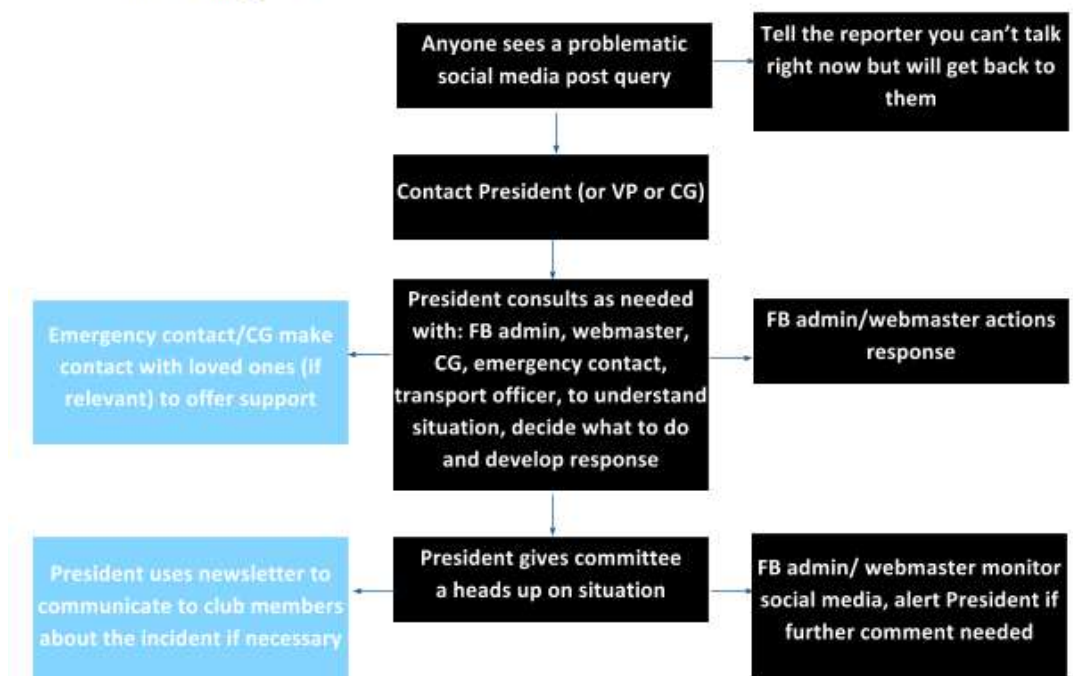 Anyone sees a problematic
social media post query
Tell the reporter you can't talk
right now but will get back to
them
Contact President (or VP or CG)
Emergency contact/CG make
contact with loved ones (if
relevant) to offer support
President consults as needed
with: FB admin, webmaster,
CG, emergency contact,
transport officer, to understand
situation, decide what to do
and develop response
FB admin/webmaster actions
response
President uses newsletter to
communicate to club members
about the incident if necessary
President gives committee
a heads up on situation
FB admin/ webmaster monitor
social media, alert President if
further comment needed